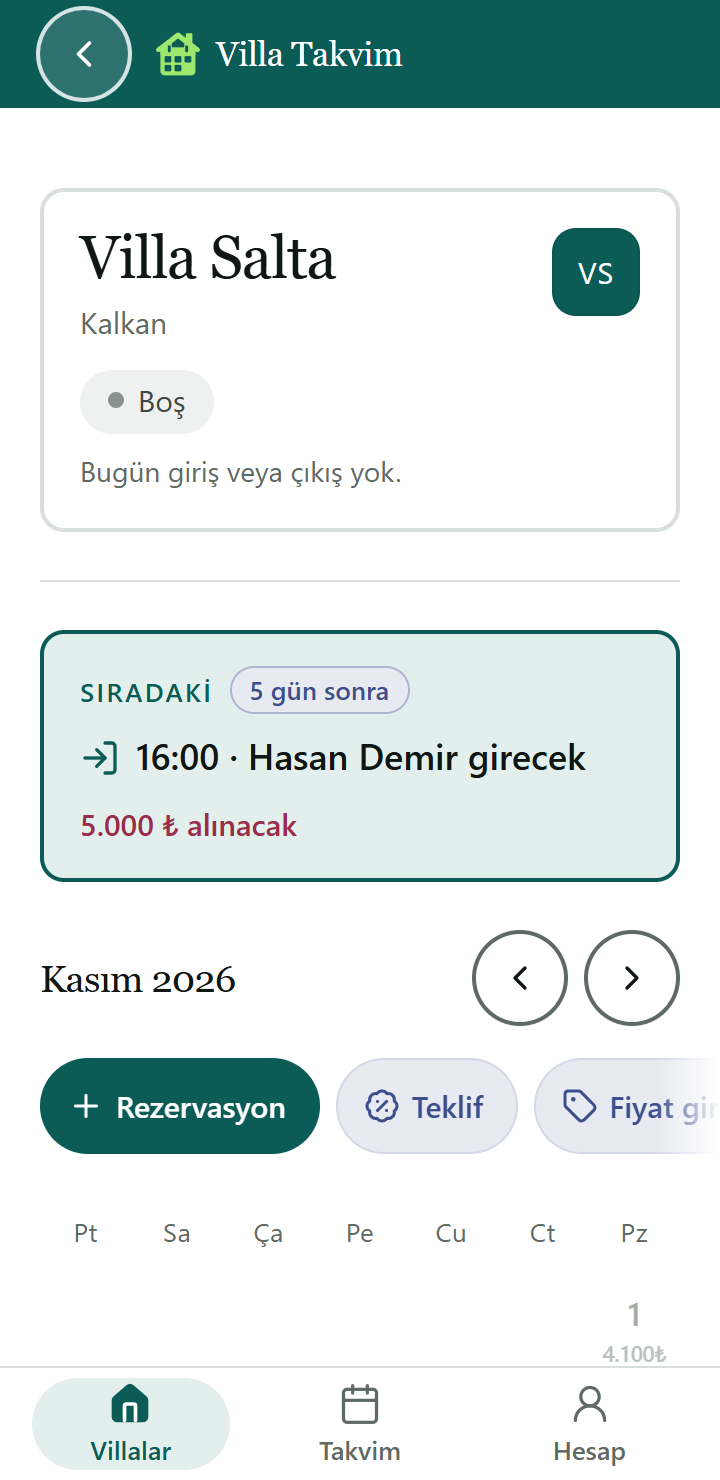 Villa Takvim
Villa Salta
VS
Kalkan
Boş
Bugün giriş veya çıkış yok.
SIRADAKİ
5 gün sonra
16:00 · Hasan Demir girecek
5.000 ₺ alınacak
Kasım 2026
Rezervasyon
Teklif
Fiyat gir
Pt Sa Ça Pe Cu Ct Pz
1
4.100₺
Villalar
Takvim
Hesap